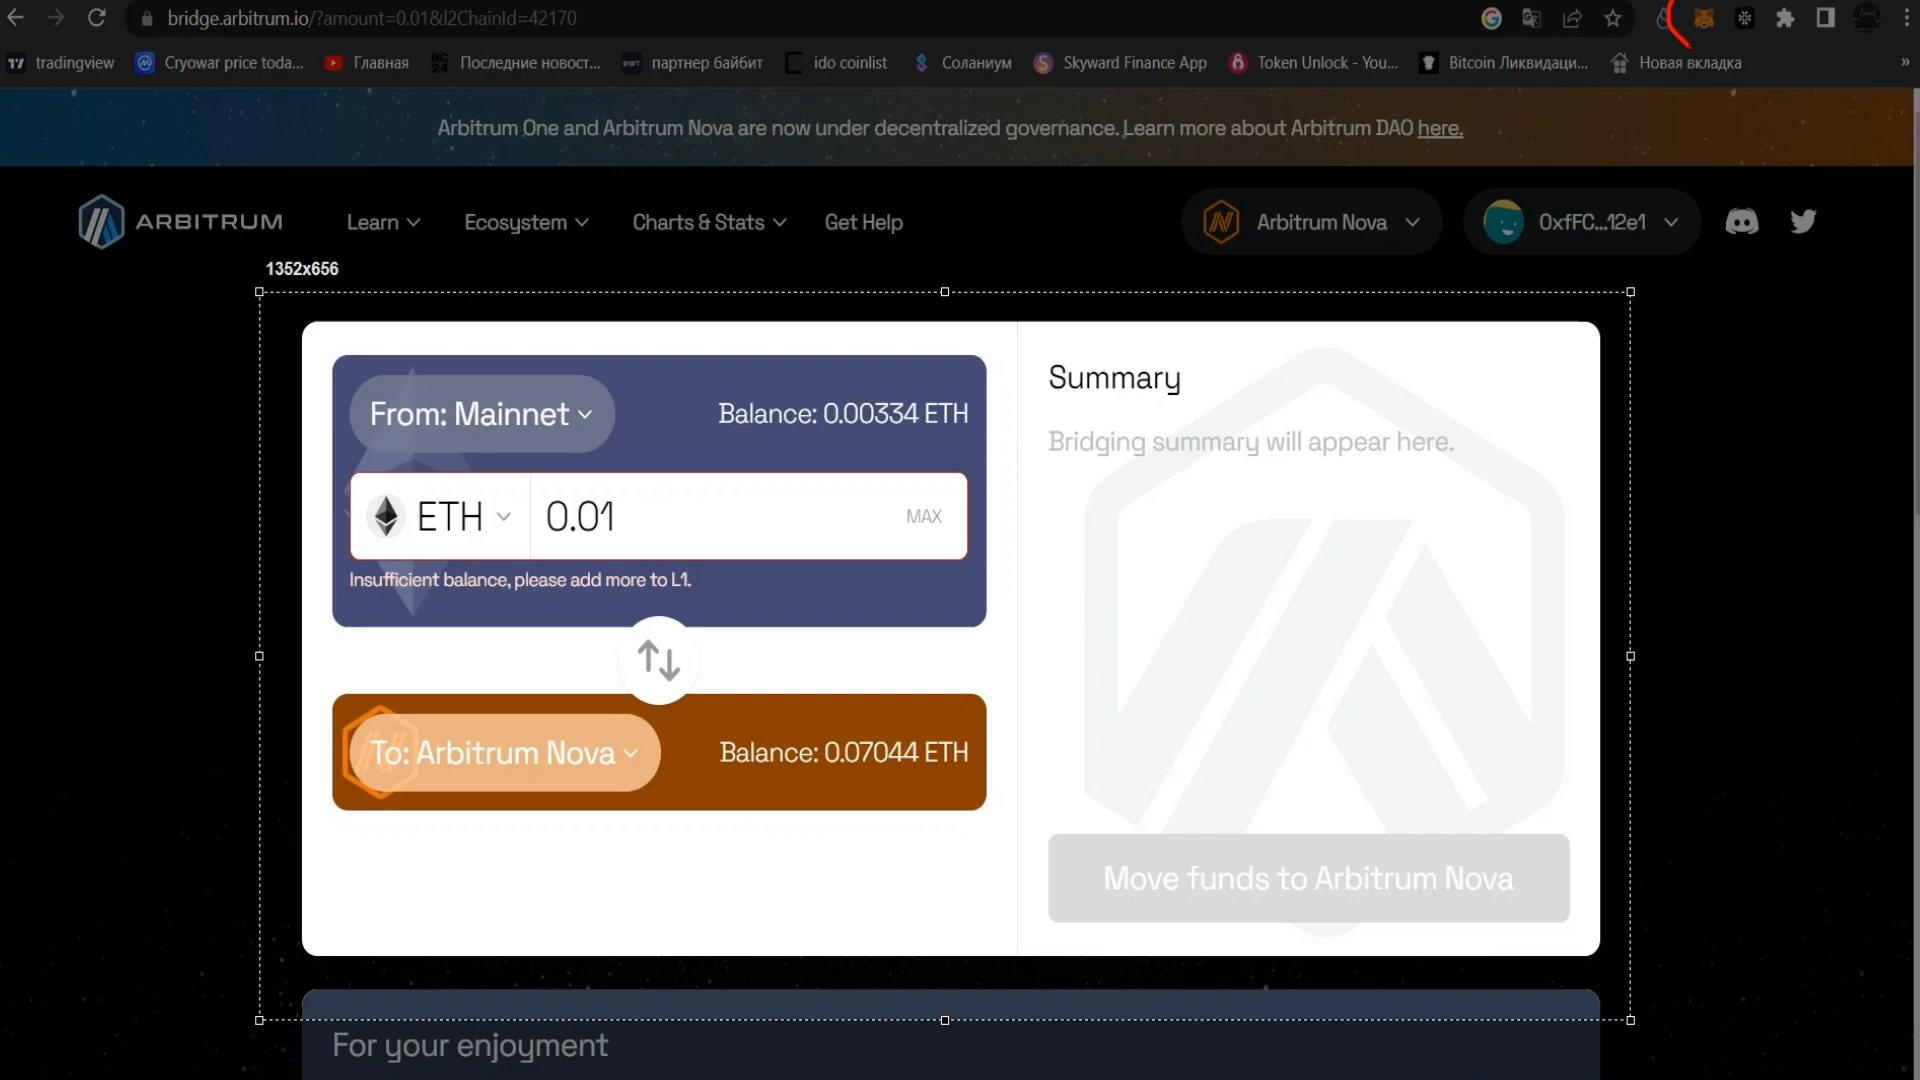 bridge.arbitrum.io/?amount=0.01&l2ChainId=42170
tradingview
Cryowar price toda...
Главная
Последние новост...
партнер байбит
ido coinlist
Соланиум
Skyward Finance App
Token Unlock - You...
Bitcoin Ликвидаци...
Новая вкладка
»
Arbitrum One and Arbitrum Nova are now under decentralized governance. Learn more about Arbitrum DAO here.
ARBITRUM
Learn
Ecosystem
Charts & Stats
Get Help
Arbitrum Nova
0xfFC...12e1
1352x656
From: Mainnet
Balance: 0.00334 ETH
ETH
0.01
MAX
Insufficient balance, please add more to L1.
To: Arbitrum Nova
Balance: 0.07044 ETH
Summary
Bridging summary will appear here.
Move funds to Arbitrum Nova
For your enjoyment